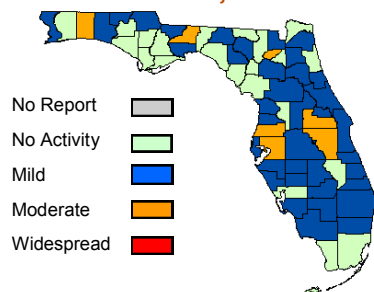 No Report
No Activity
Mild
Moderate
Widespread